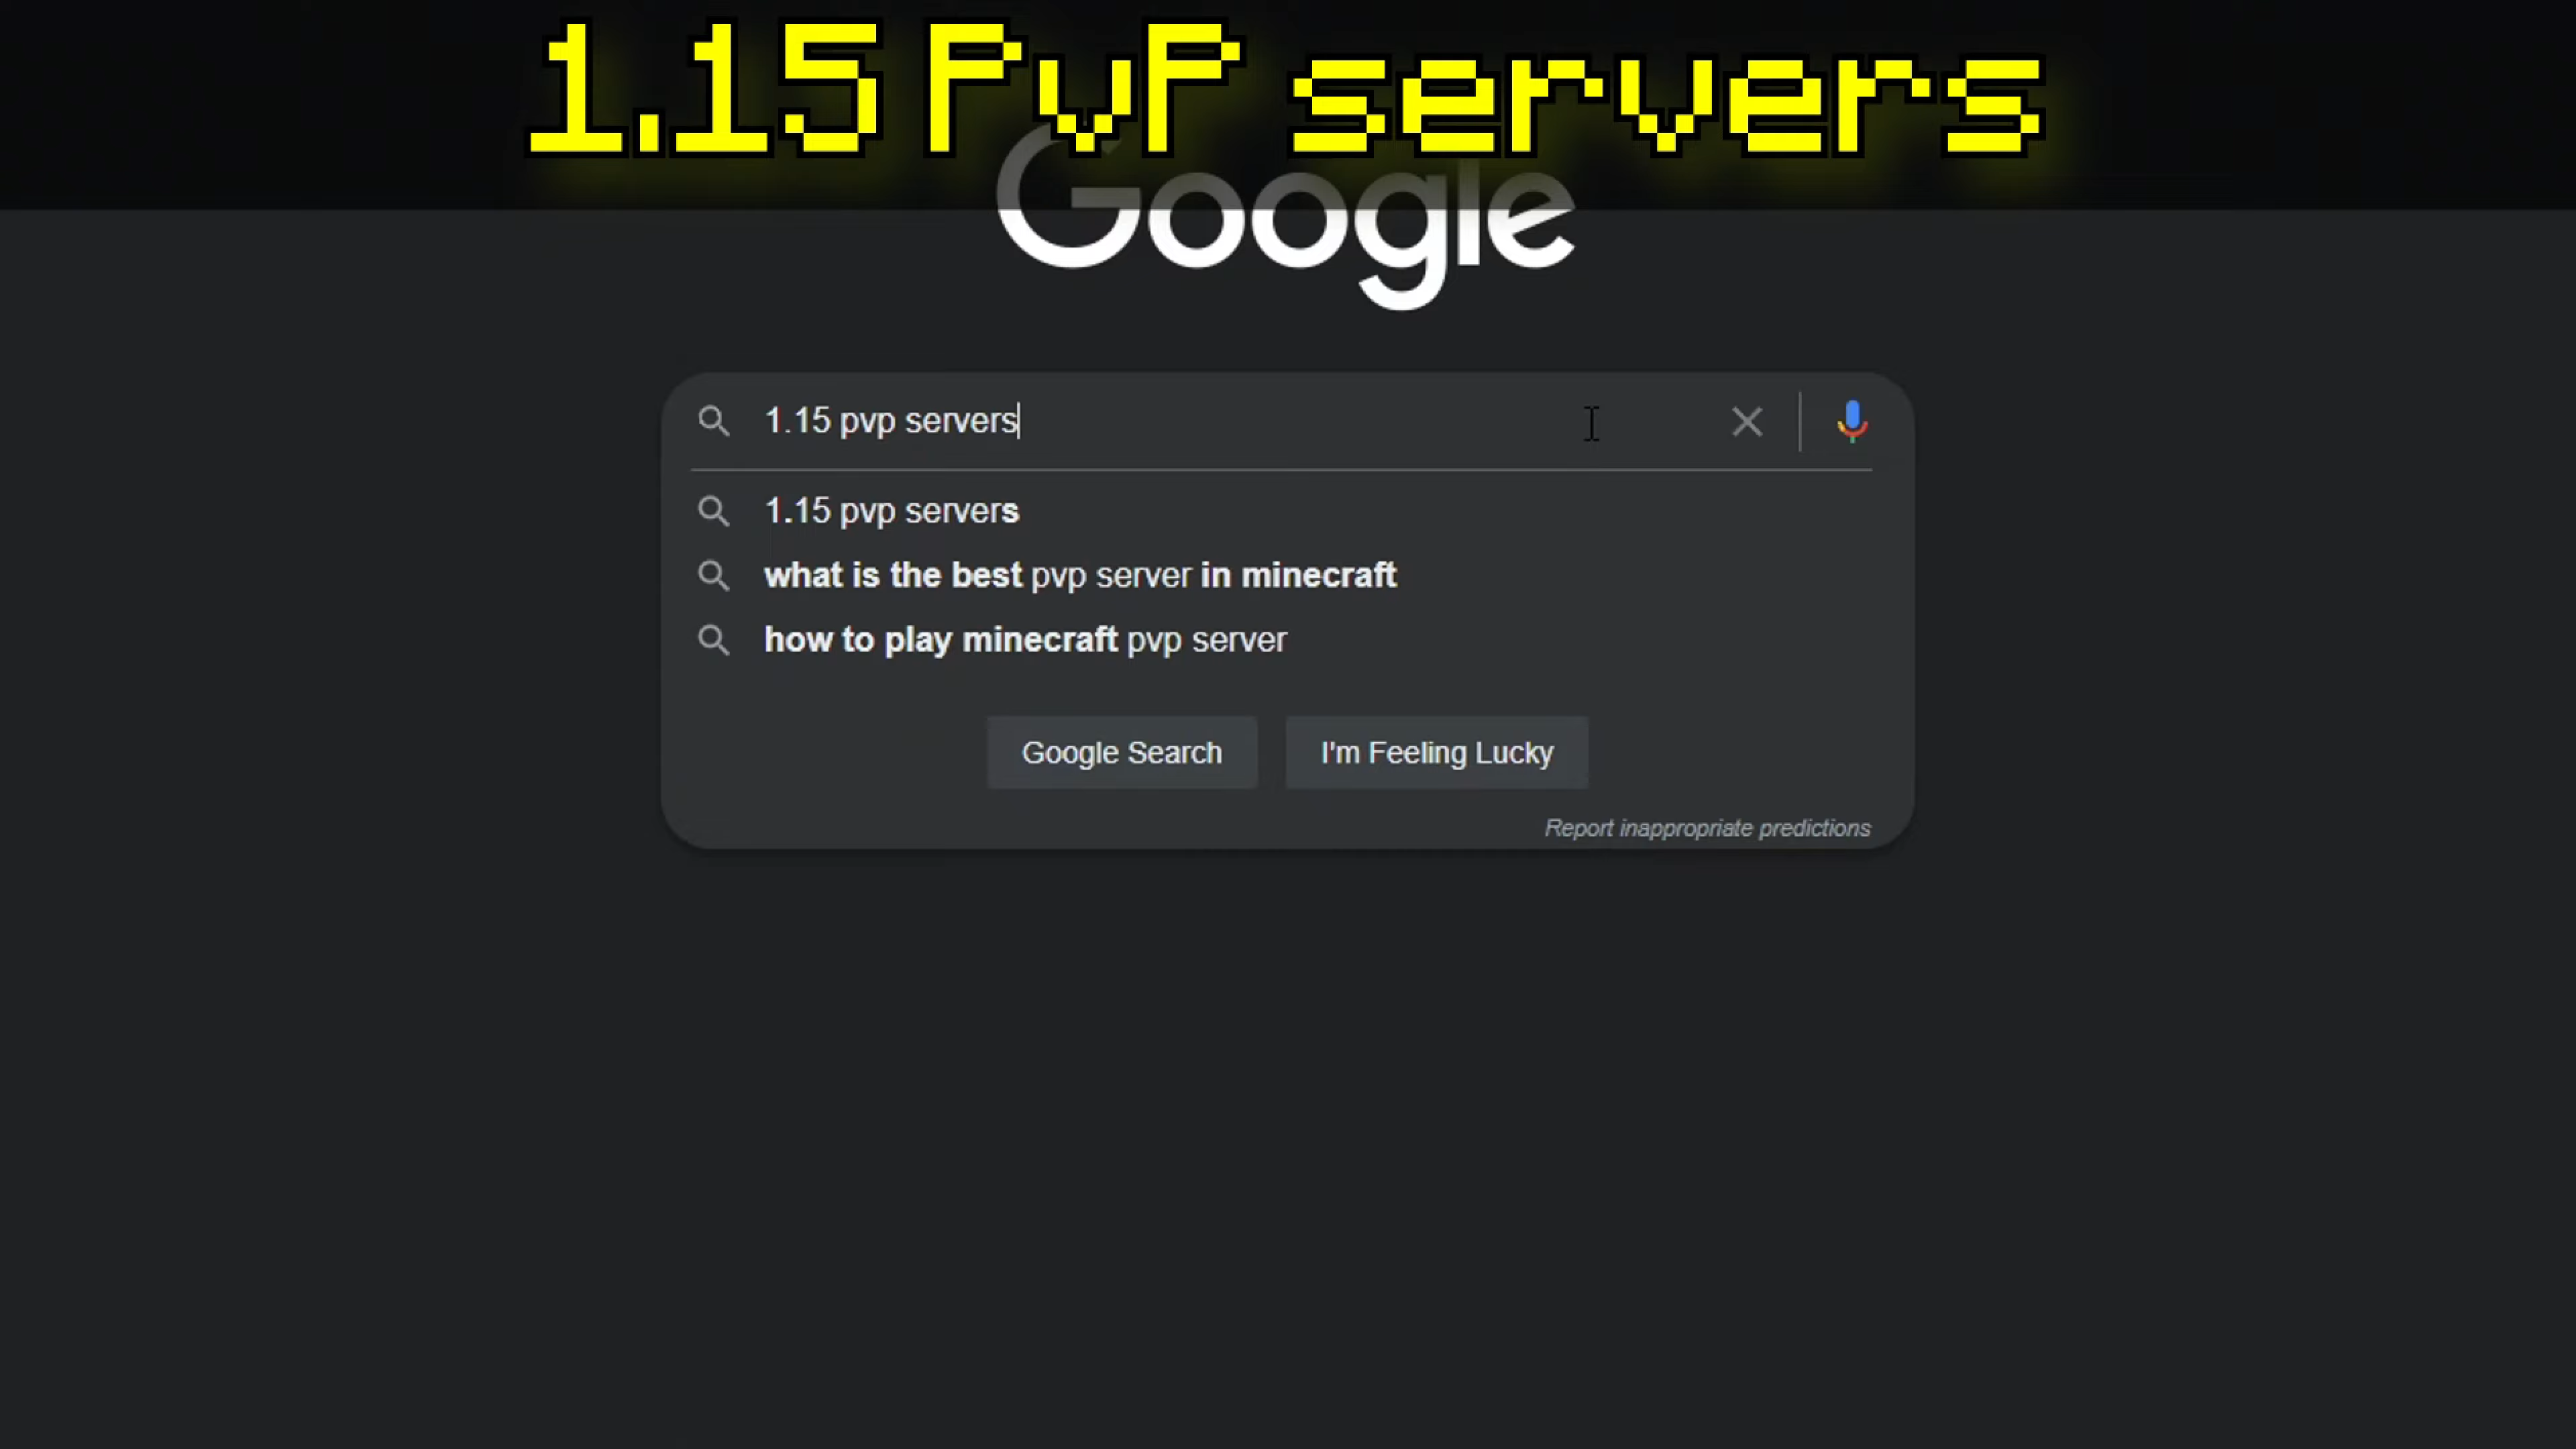 1.15 PvP servers
Google
1.15 pvp servers
1.15 pvp servers
what is the best pvp server in minecraft
how to play minecraft pvp server
Google Search
I'm Feeling Lucky
Report inappropriate predictions